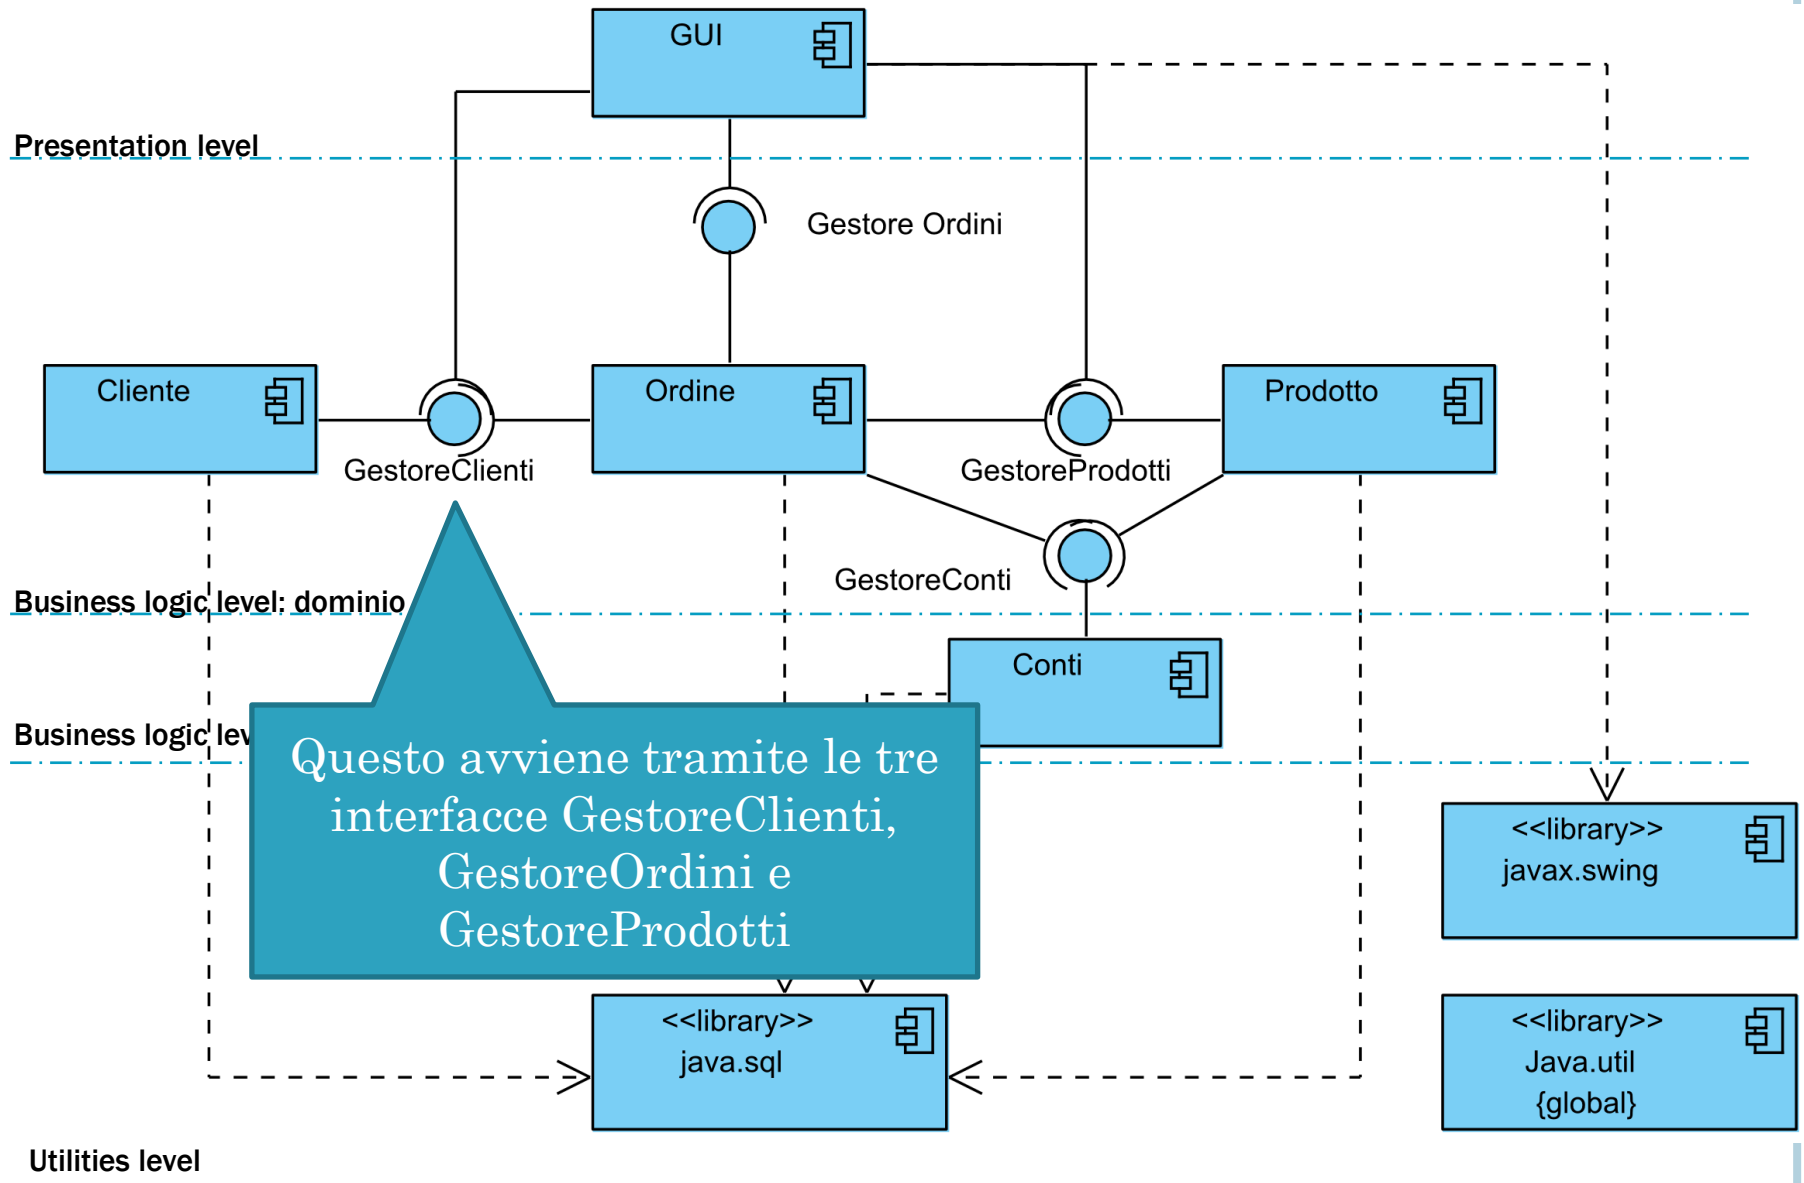 GUI
Presentation level
Gestore Ordini
Cliente
Ordine
Prodotto
GestoreClienti
GestoreProdotti
GestoreConti
Business logic level: dominio
Conti
Business logic lev
Questo avviene tramite le tre
interfacce GestoreClienti,
GestoreOrdini e
GestoreProdotti
<<library>>
javax.swing
<<library>>
java.sql
<<library>>
Java.util
{global}
Utilities level